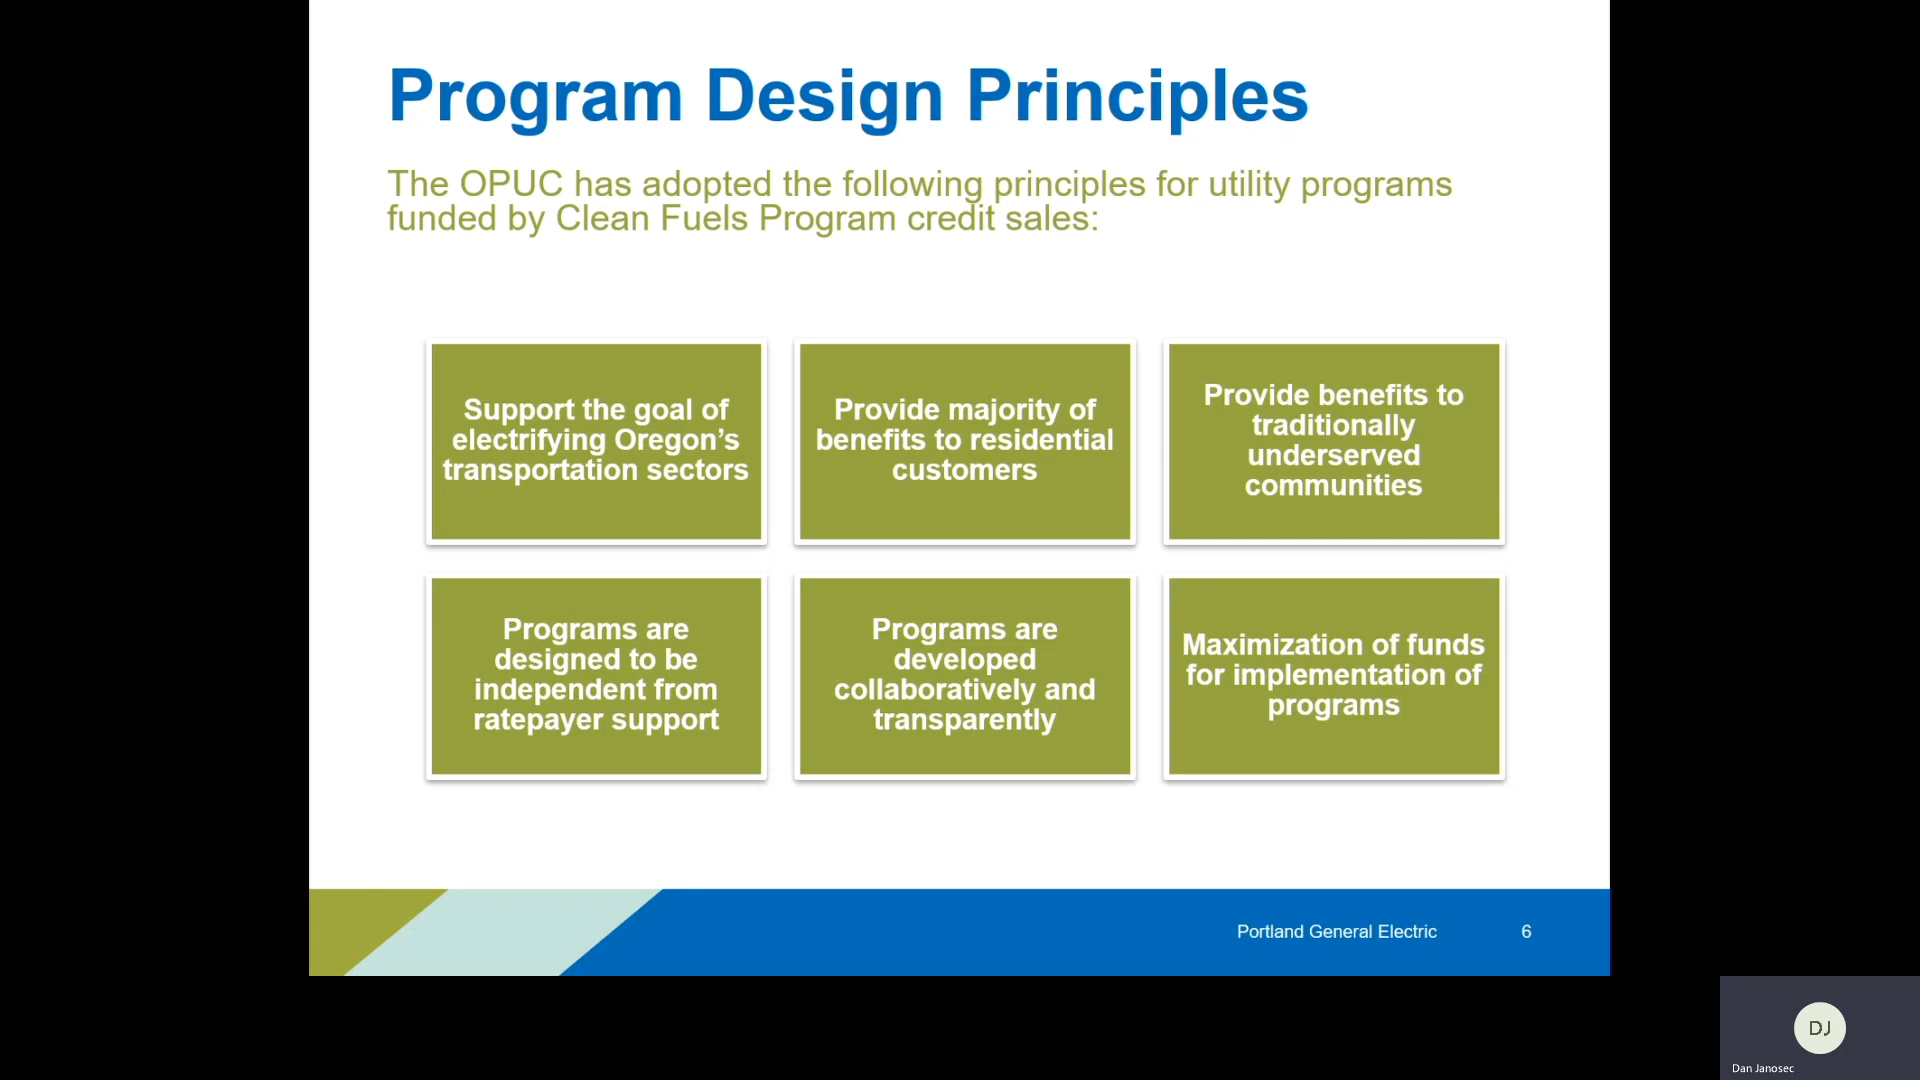 Program Design Principles
The OPUC has adopted the following principles for utility programs
funded by Clean Fuels Program credit sales:
Support the goal of
electrifying Oregon’s
transportation sectors
Provide majority of
benefits to residential
customers
Provide benefits to
traditionally
underserved
communities
Programs are
designed to be
independent from
ratepayer support
Programs are
developed
collaboratively and
transparently
Maximization of funds
for implementation of
programs
Portland General Electric
6
DJ
Dan Janosec